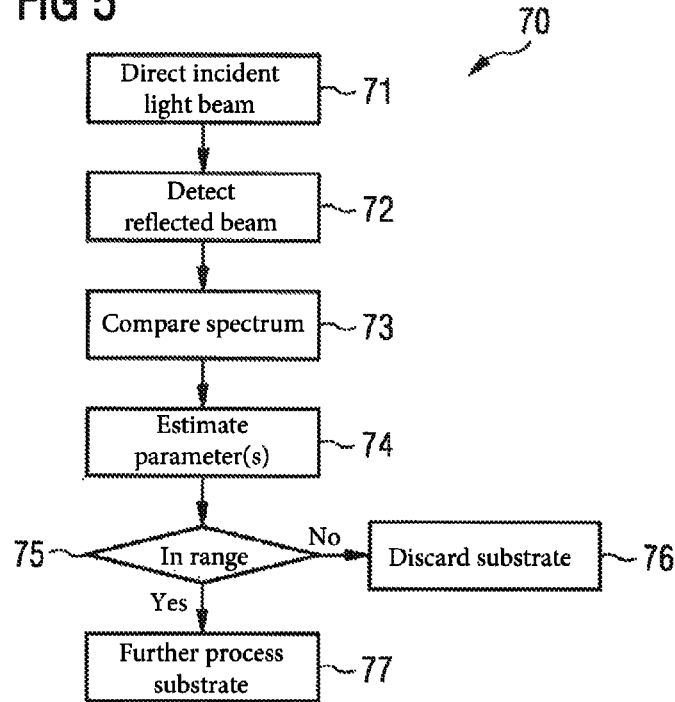 FIG 5
70
Direct incident
light beam
71
Detect
reflected beam
72
Compare spectrum
73
Estimate
parameter(s)
74
75
In range
No
Discard substrate
76
Yes
Further process
substrate
77